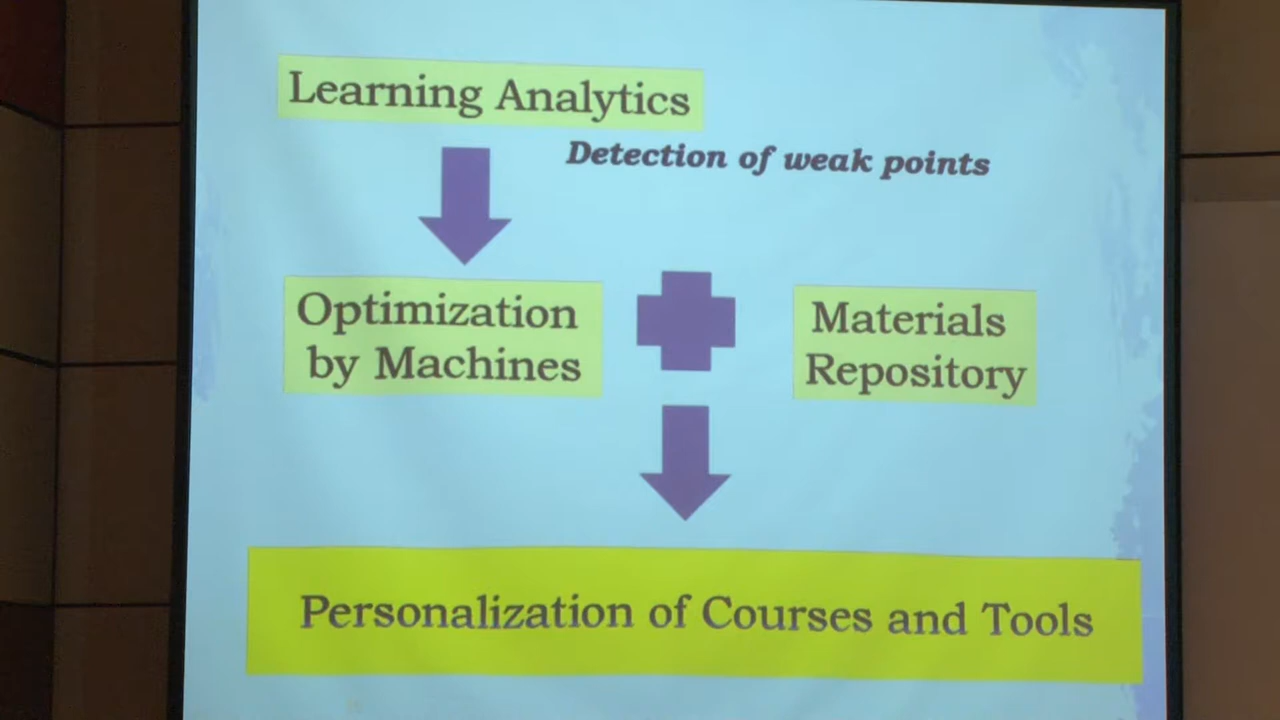 Learning Analytics
Detection of weak points
Optimization
by Machines
Materials
Repository
Personalization of Courses and Tools